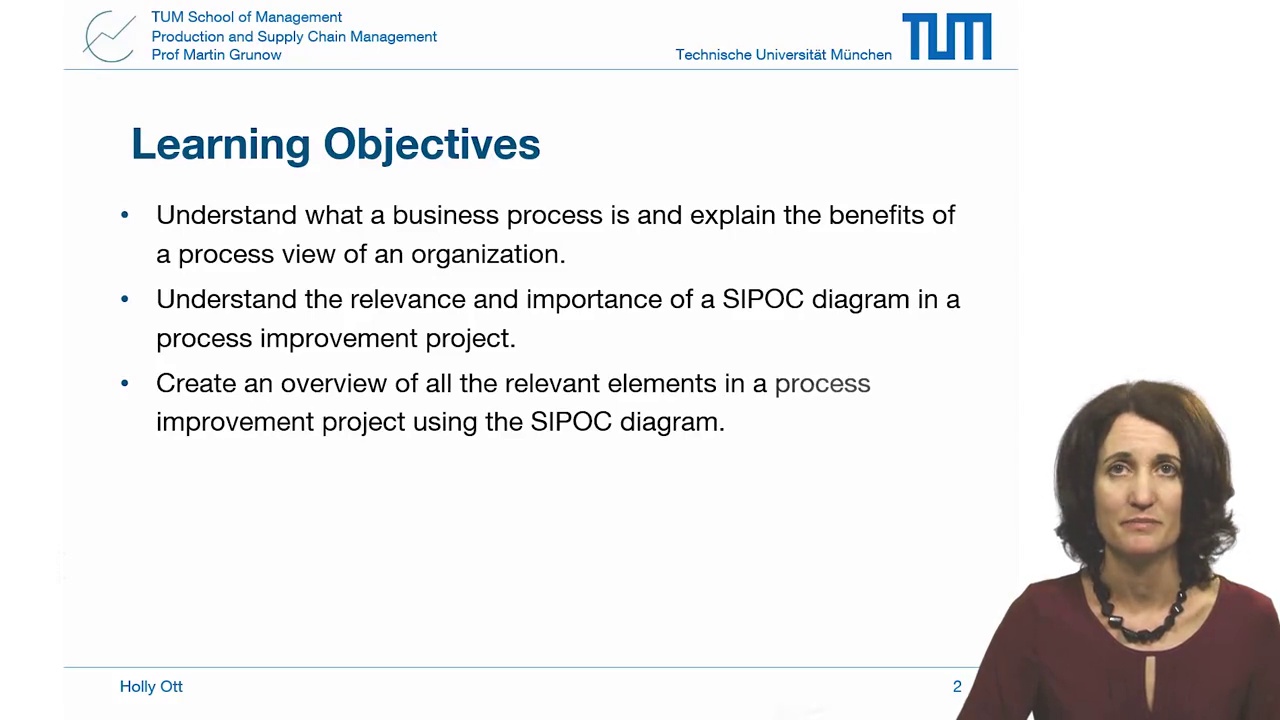 TUM School of Management
Production and Supply Chain Management
Prof Martin Grunow
Technische Universität München
TUM
Learning Objectives
• Understand what a business process is and explain the benefits of
a process view of an organization.
• Understand the relevance and importance of a SIPOC diagram in a
process improvement project.
• Create an overview of all the relevant elements in a process
improvement project using the SIPOC diagram.
Holly Ott
2